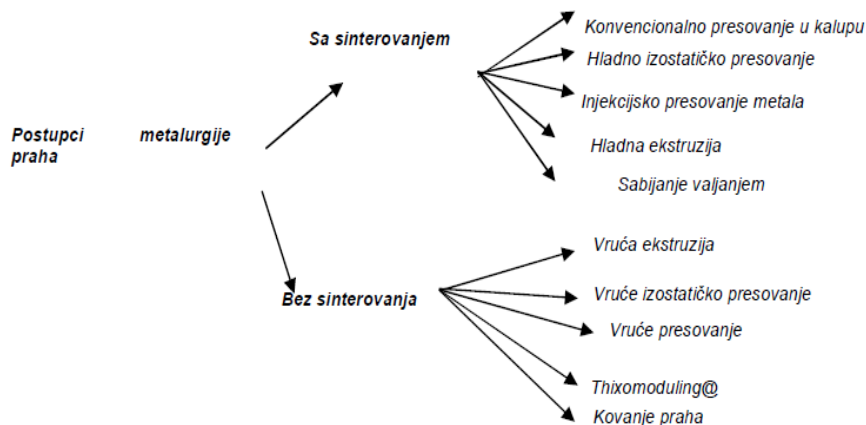 Postupci metalurgije
praha
Sa sinterovanjem
Konvencionalno presovanje u kalupu
Hladno izostatičko presovanje
Injekcijsko presovanje metala
Hladna ekstruzija
Sabijanje valjanjem
Bez sinterovanja
Vruća ekstruzija
Vruće izostatičko presovanje
Vruće presovanje
Thixomoduling@
Kovanje praha